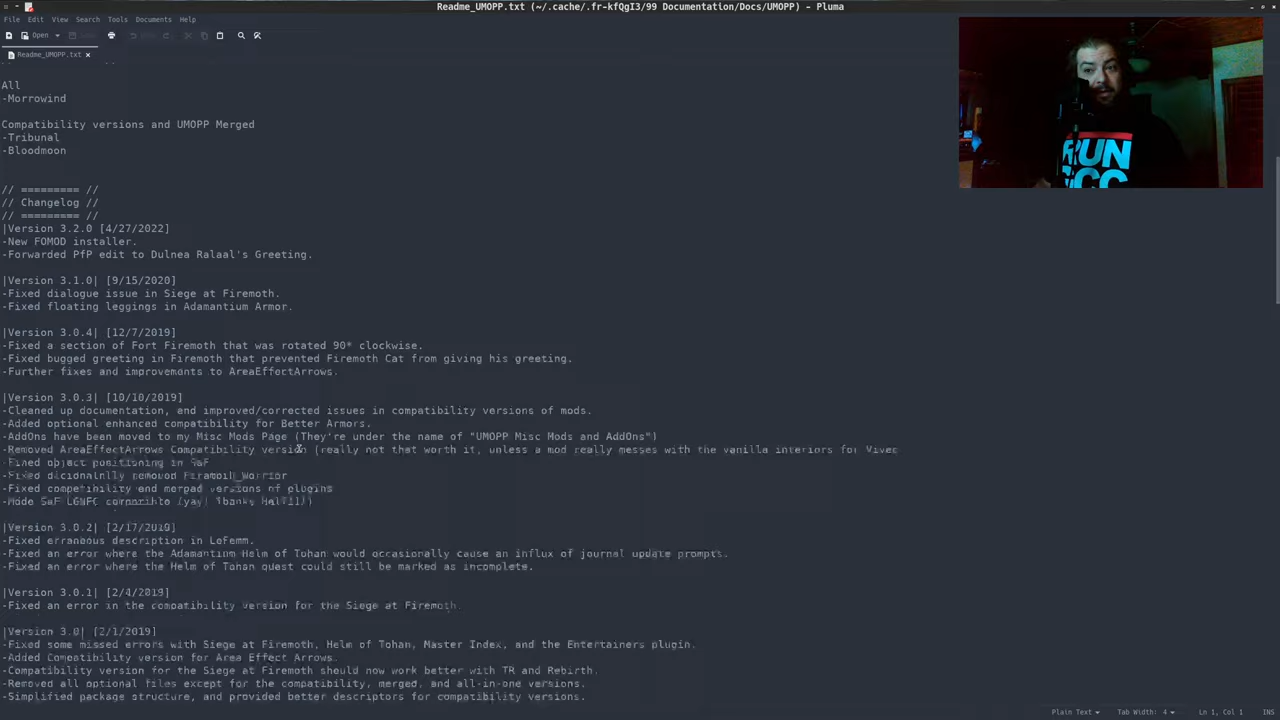 Readme_UMOPP.txt (~/.cache/.fr-kfQgI3/99 Documentation/Docs/UMOPP) - Pluma
File Edit View Search Tools Documents Help
Open Save Undo
Readme_UMOPP.txt
All
-Morrowind
Compatibility versions and UMOPP Merged
-Tribunal
-Bloodmoon
// ========= //
// Changelog //
// ========= //
|Version 3.2.0 [4/27/2022]
-New FOMOD installer.
-Forwarded PfP edit to Dulnea Ralaal's Greeting.
|Version 3.1.0| [9/15/2020]
-Fixed dialogue issue in Siege at Firemoth.
-Fixed floating leggings in Adamantium Armor.
|Version 3.0.4| [12/7/2019]
-Fixed a section of Fort Firemoth that was rotated 90* clockwise.
-Fixed bugged greeting in Firemoth that prevented Firemoth Cat from giving his greeting.
-Further fixes and improvements to AreaEffectArrows.
|Version 3.0.3| [10/10/2019]
-Cleaned up documentation, and improved/corrected issues in compatibility versions of mods.
-Added optional enhanced compatibility for Better Armors.
-AddOns have been moved to my Misc Mods Page (They're under the name of "UMOPP Misc Mods and AddOns")
-Removed AreaEffectArrows Compatibility version (really not that worth it, unless a mod really messes with the vanilla interiors for Vivec
-Fixed object positioning in SaF
-Fixed
-Fixed compatibility and merged versions of plugins
|Version 3.0.2| [2/17/2019]
-Fixed erranous description in LeFemm.
-Fixed an error where the Adamantium Helm of Tohan would occasionally cause an influx of journal update prompts.
-Fixed an error where the Helm of Tohan quest could still be marked as incomplete.
|Version 3.0.1| [2/4/2019]
-Fixed an error in the compatibility version for the Siege at Firemoth.
|Version 3.0| [2/1/2019]
-Fixed some missed errors with Siege at Firemoth, Helm of Tohan, Master Index, and the Entertainers plugin.
-Added Compatibility version for Area Effect Arrows.
-Compatibility version for the Siege at Firemoth should now work better with TR and Rebirth.
-Removed all optional files except for the compatibility, merged, and all-in-one versions.
-Simplified package structure, and provided better descriptors for compatibility versions.
RUN
GCC
Plain Text Tab Width: 4 Ln 1, Col 1 INS